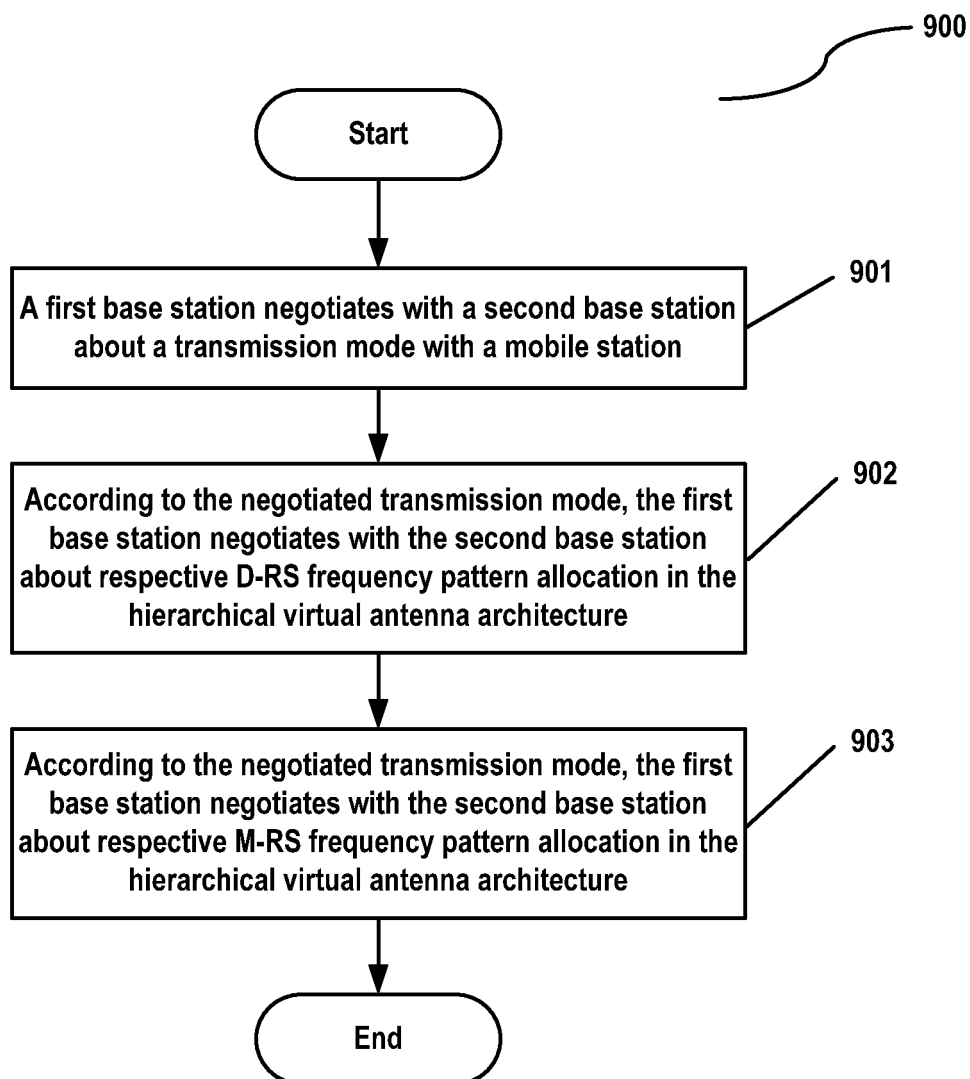 900
Start
901
A first base station negotiates with a second base station
about a transmission mode with a mobile station
902
According to the negotiated transmission mode, the first
base station negotiates with the second base station
about respective D-RS frequency pattern allocation in the
hierarchical virtual antenna architecture
903
According to the negotiated transmission mode, the first
base station negotiates with the second base station
about respective M-RS frequency pattern allocation in the
hierarchical virtual antenna architecture
End